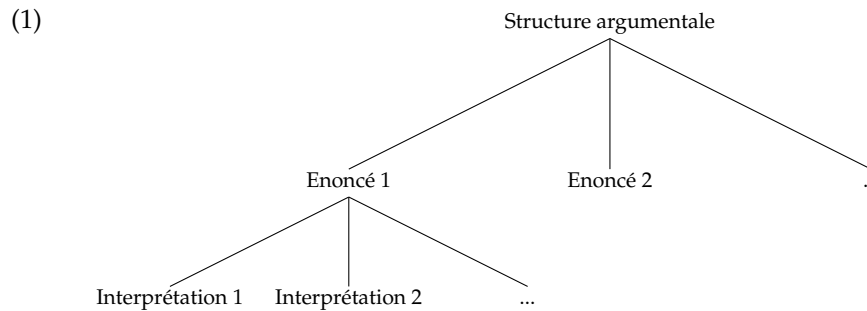 (1) Structure argumentale
Enoncé 1 Enoncé 2 ..
Interprétation 1 Interprétation 2 ...